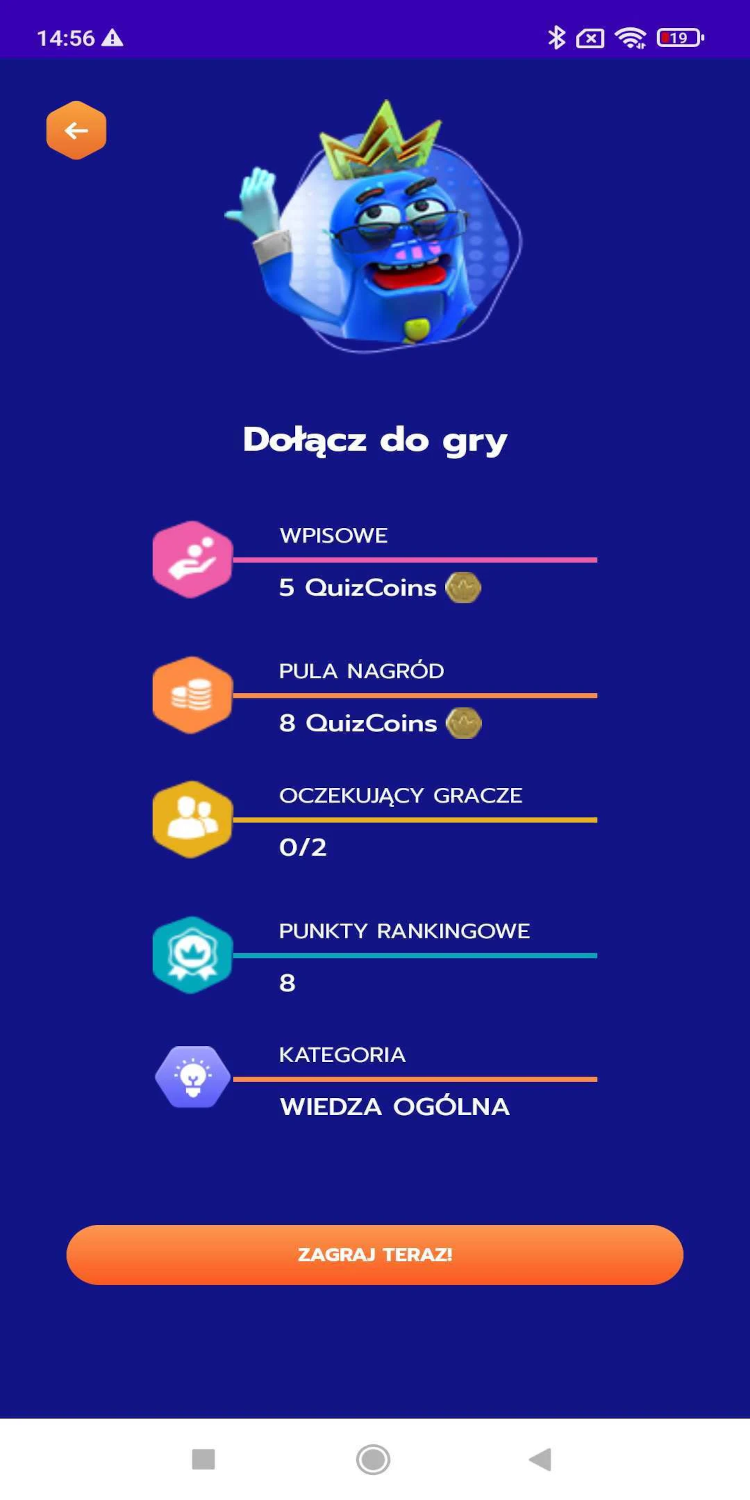 14:56
19
Dołącz do gry
WPISOWE
5 QuizCoins
PULA NAGRÓD
8 QuizCoins
OCZEKUJĄCY GRACZE
0/2
PUNKTY RANKINGOWE
8
KATEGORIA
WIEDZA OGÓLNA
ZAGRAJ TERAZ!